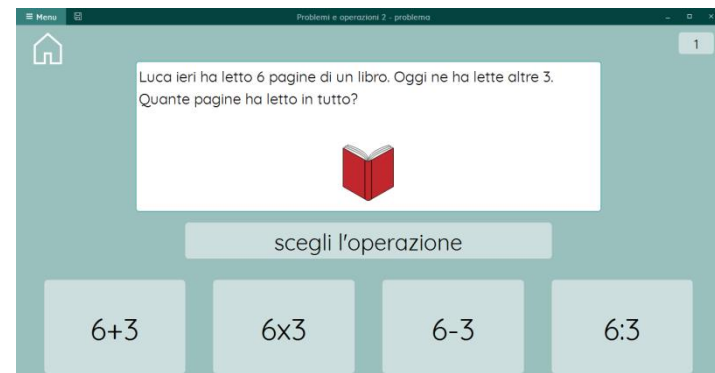 Menu
Problemi e operazioni 2 - problema
1
Luca ieri ha letto 6 pagine di un libro. Oggi ne ha lette altre 3.
Quante pagine ha letto in tutto?
scegli l'operazione
6+3
6x3
6-3
6:3